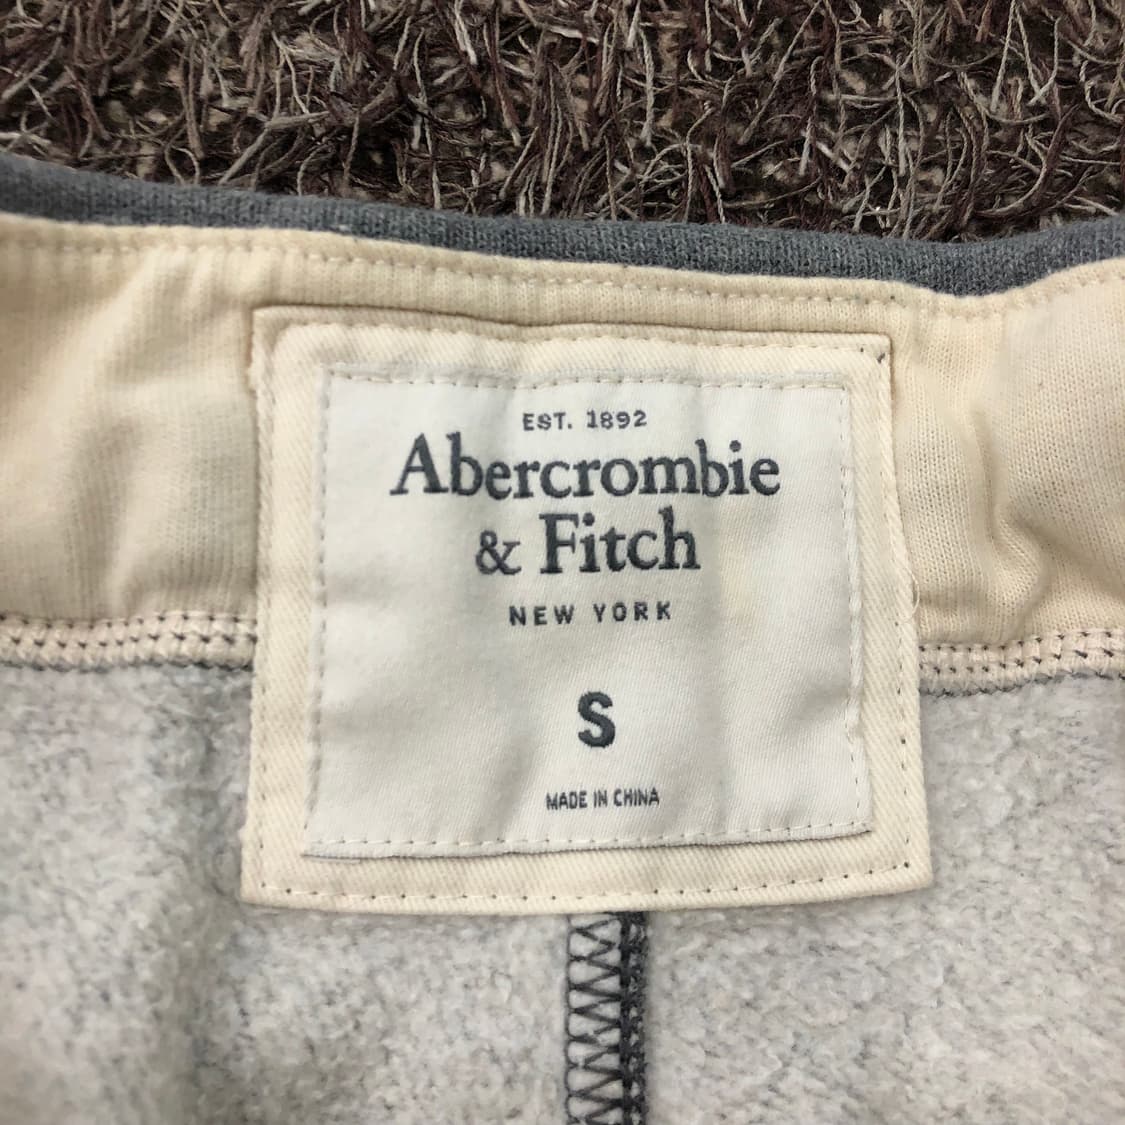 EST. 1892
Abercrombie
& Fitch
NEW YORK
S
MADE IN CHINA